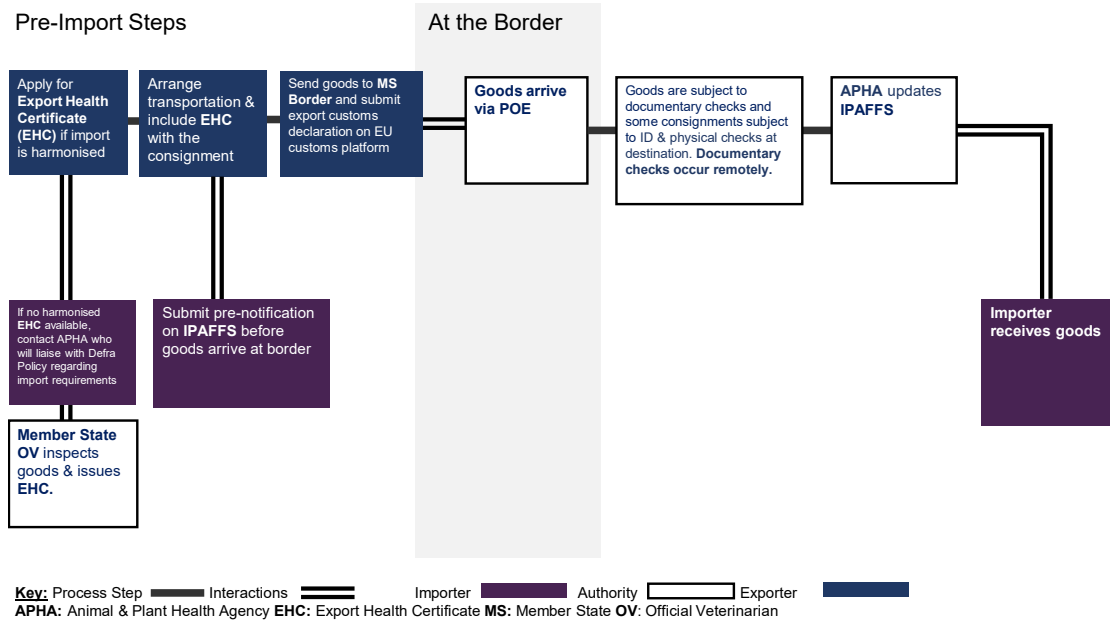 Pre-Import Steps
At the Border
Apply for
Export Health
Certificate
(EHC) if import
is harmonised
Arrange
transportation &
include EHC
with the
consignment
Send goods to MS
Border and submit
export customs
declaration on EU
customs platform
Goods arrive
via POE
Goods are subject to
documentary checks and
some consignments subject
to ID & physical checks at
destination. Documentary
checks occur remotely.
APHA updates
IPAFFS
If no harmonised
EHC available,
contact APHA who
will liaise with Defra
Policy regarding
import requirements
Submit pre-notification
on IPAFFS before
goods arrive at border
Importer
receives goods
Member State
OV inspects
goods & issues
EHC.
Key: Process Step Interactions Importer Authority Exporter
APHA: Animal & Plant Health Agency EHC: Export Health Certificate MS: Member State OV: Official Veterinarian